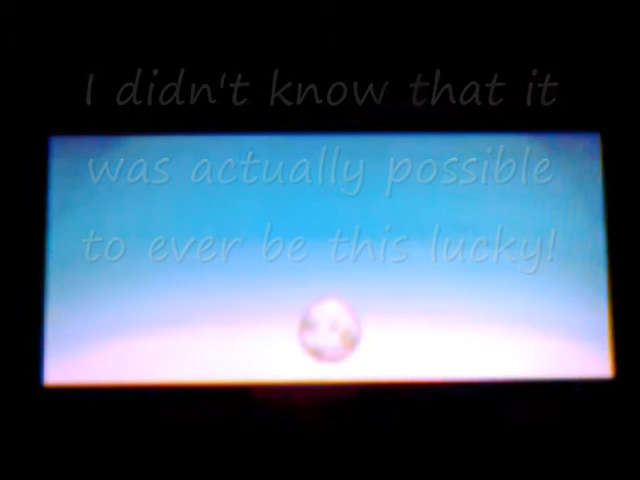 I didn't know that it
was actually possible
to ever be this lucky!